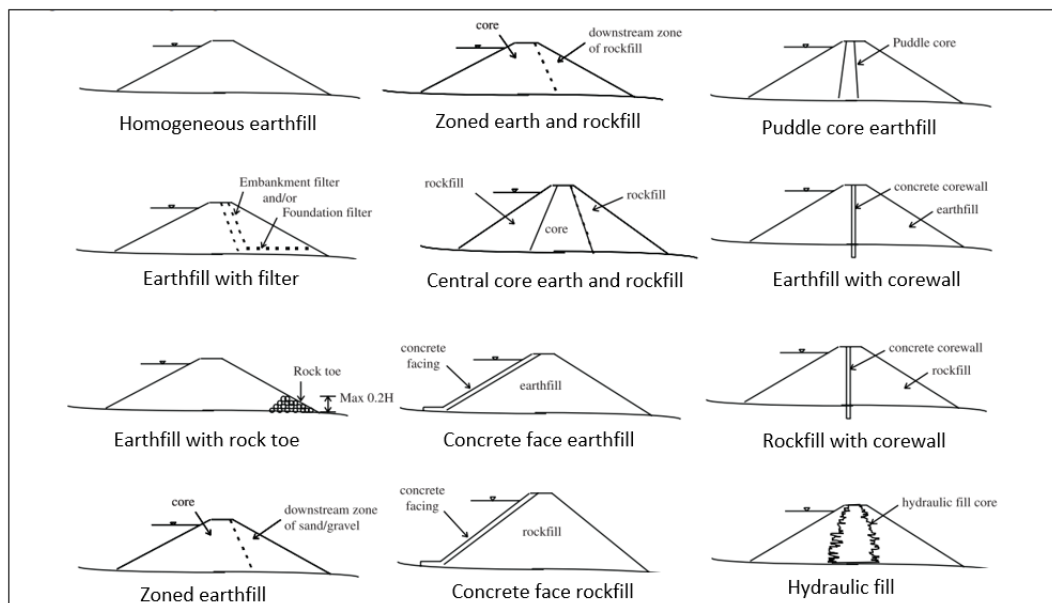 core
downstream zone
of rockfill
Puddle core
Homogeneous earthfill
Zoned earth and rockfill
Puddle core earthfill
Embankment filter
and/or
Foundation filter
rockfill
rockfill
core
concrete corewall
earthfill
Earthfill with filter
Central core earth and rockfill
Earthfill with corewall
Rock toe
Max 0.2H
concrete
facing
earthfill
concrete corewall
rockfill
Earthfill with rock toe
Concrete face earthfill
Rockfill with corewall
core
downstream zone
of sand/gravel
concrete
facing
rockfill
hydraulic fill core
Zoned earthfill
Concrete face rockfill
Hydraulic fill